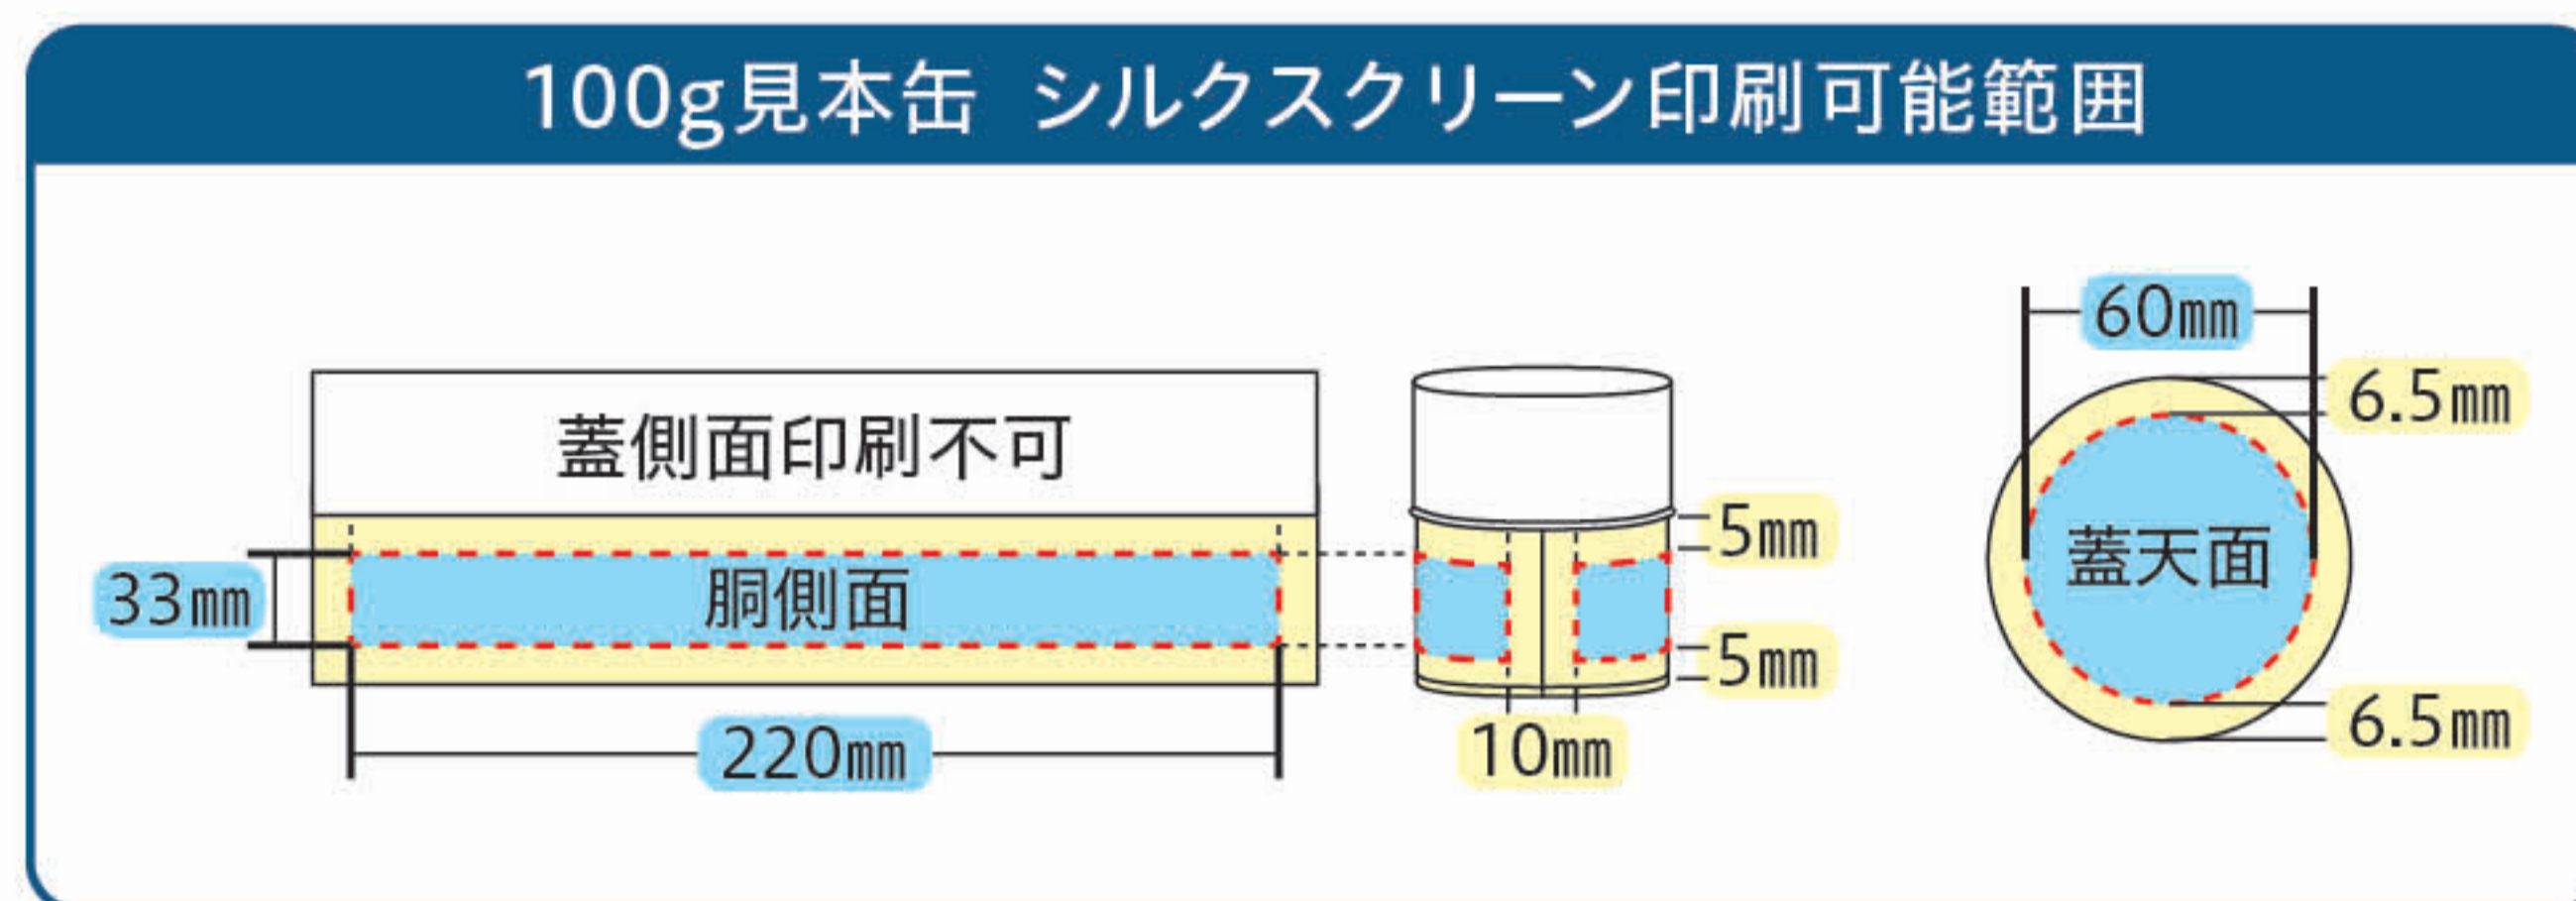 100g見本缶 シルクスクリーン印刷可能範囲
蓋側面印刷不可
胴側面
33㎜
220㎜
5㎜
5㎜
10㎜
60㎜
6.5㎜
蓋天面
6.5㎜